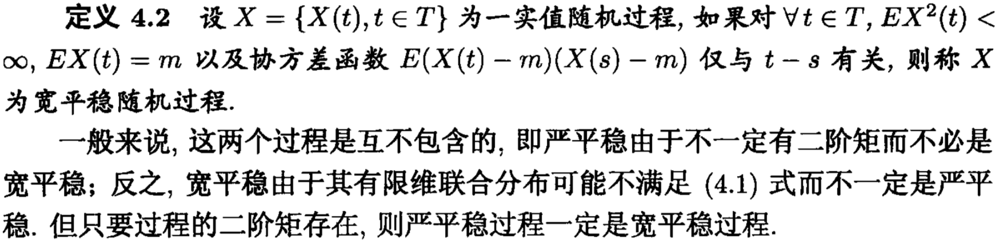 定义 4.2 设 X = {X(t), t ∈ T} 为一实值随机过程, 如果对 ∀t ∈ T, EX²(t) <
∞, EX(t) = m 以及协方差函数 E(X(t) − m)(X(s) − m) 仅与 t − s 有关, 则称 X
为宽平稳随机过程.
一般来说, 这两个过程是互不包含的, 即严平稳由于不一定有二阶矩而不必是
宽平稳; 反之, 宽平稳由于其有限维联合分布可能不满足 (4.1) 式而不一定是严平
稳. 但只要过程的二阶矩存在, 则严平稳过程一定是宽平稳过程.